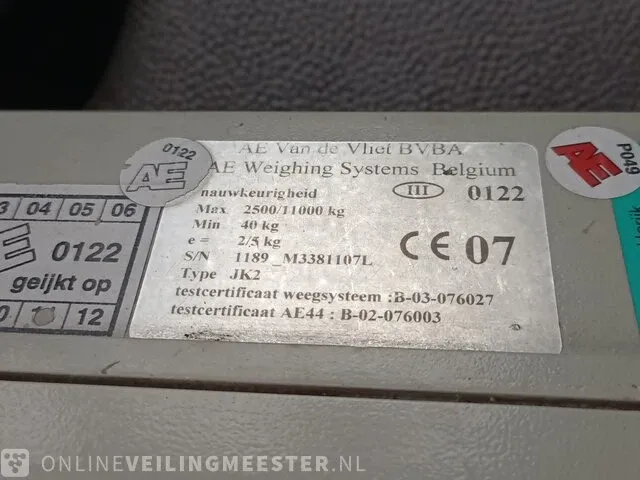 AE Van de Vliet BVBA
AE Weighing Systems Belgium
nauwkeurigheid III 0122
Max 2500/11000 kg
Min 40 kg
e = 2/5 kg
CE 07
S/N 1189_M3381107L
Type JK2
testcertificaat weegsysteem :B-03-076027
testcertificaat AE44 : B-02-076003
0122
AE
3 04 05 06
E 0122
geijkt op
0 12
AE
P049
ONLINEVEILINGMEESTER.NL